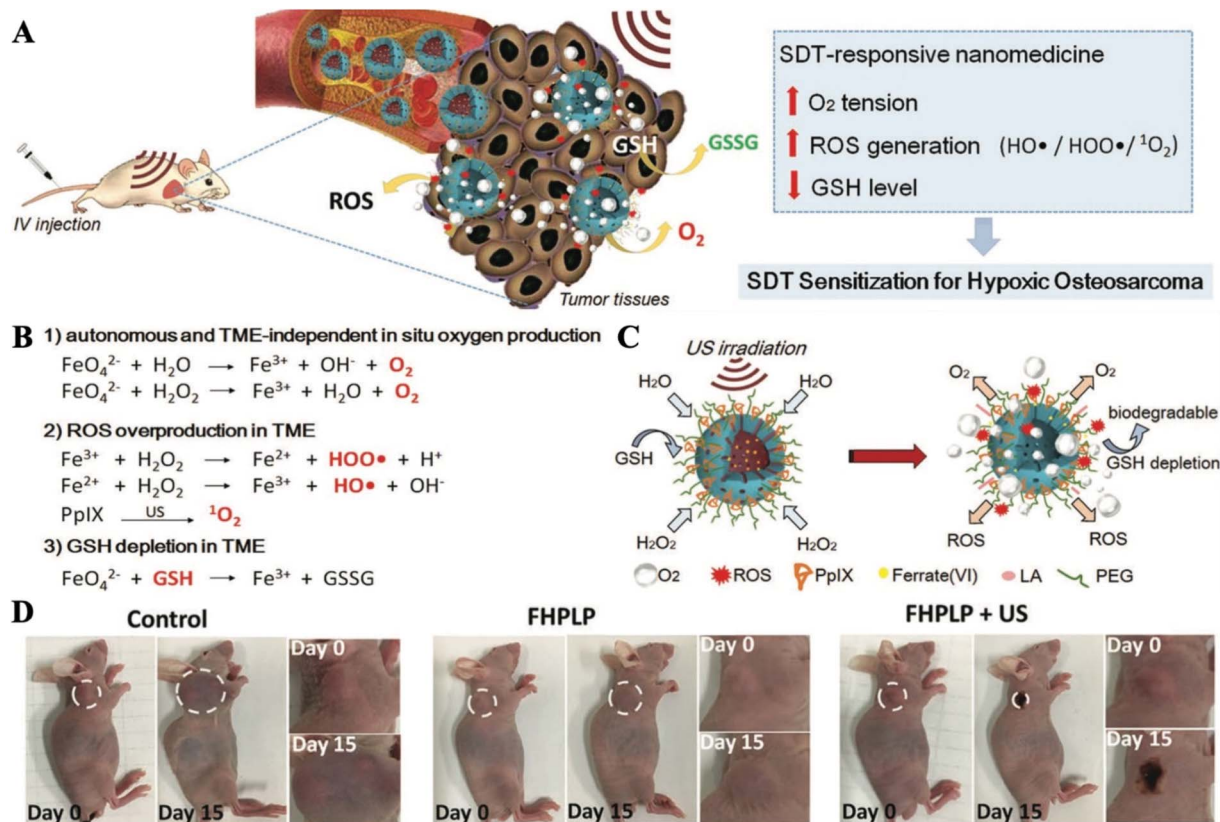 A
IV injection
ROS
GSH
GSSG
O₂
Tumor tissues
SDT-responsive nanomedicine
O₂ tension
ROS generation (HO• / HOO•/ ¹O₂)
GSH level
SDT Sensitization for Hypoxic Osteosarcoma
B
1) autonomous and TME-independent in situ oxygen production
FeO₄²⁻ + H₂O → Fe³⁺ + OH⁻ + O₂
FeO₄²⁻ + H₂O₂ → Fe³⁺ + H₂O + O₂
2) ROS overproduction in TME
Fe³⁺ + H₂O₂ → Fe²⁺ + HOO• + H⁺
Fe²⁺ + H₂O₂ → Fe³⁺ + HO• + OH⁻
PpIX US→ ¹O₂
3) GSH depletion in TME
FeO₄²⁻ + GSH → Fe³⁺ + GSSG
C
US irradiation
H₂O H₂O
GSH
H₂O₂ H₂O₂
O₂ O₂
biodegradable
GSH depletion
ROS ROS
O₂ ROS PpIX Ferrate(VI) LA PEG
D
Control
Day 0
Day 15
Day 0
Day 15
FHPLP
Day 0
Day 15
Day 0
Day 15
FHPLP + US
Day 0
Day 15
Day 0
Day 15